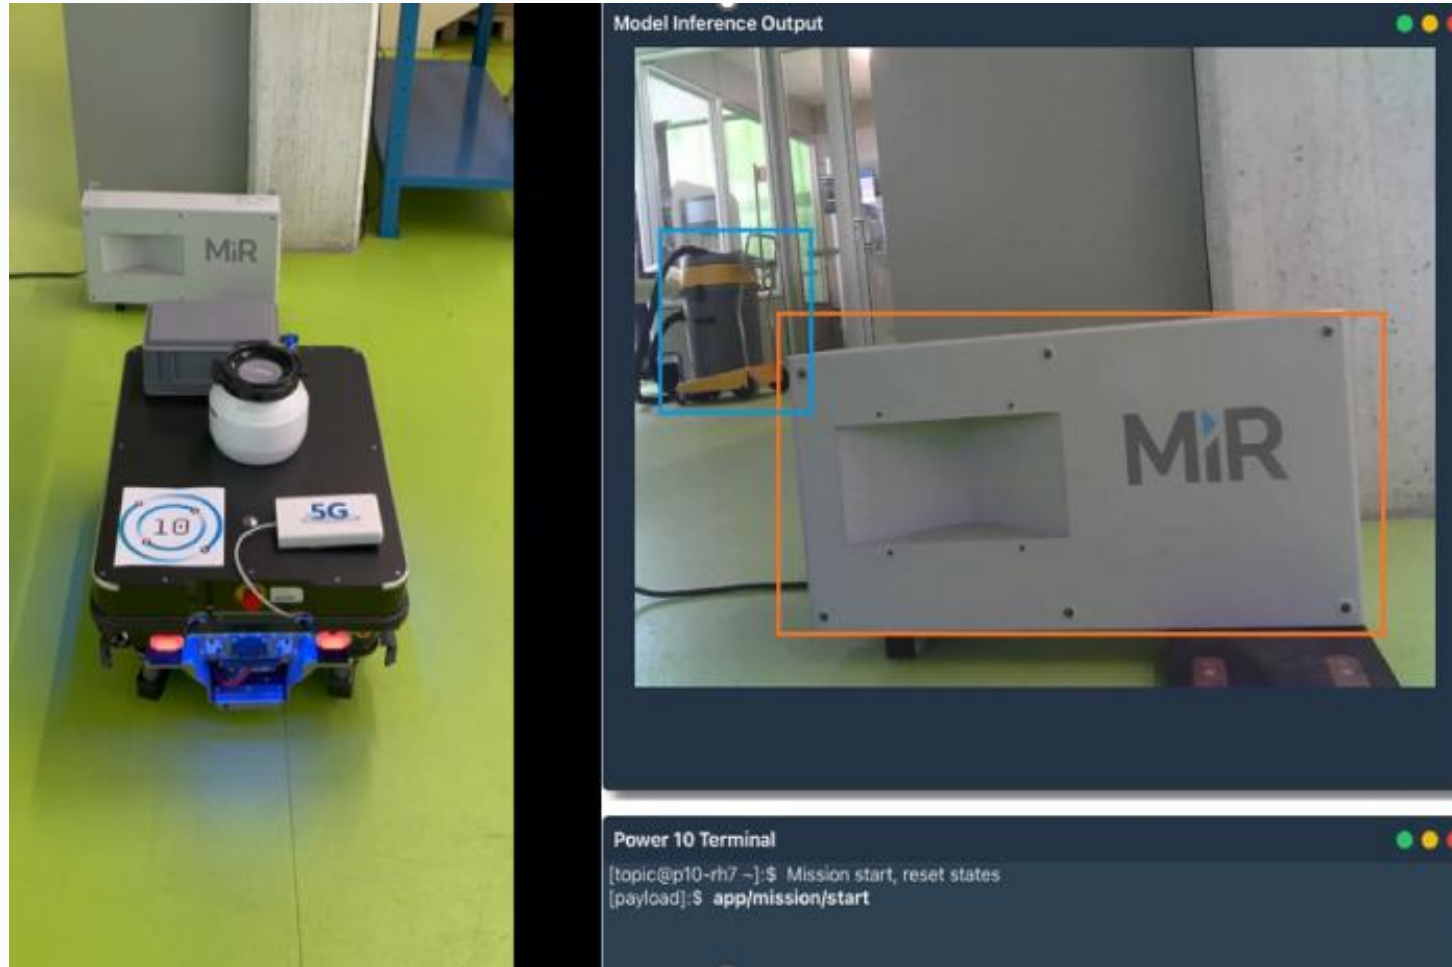 MiR
10
5G
Model Inference Output
MiR
Power 10 Terminal
[topic@p10-rh7 ~]:$ Mission start, reset states
[payload]:$ app/mission/start